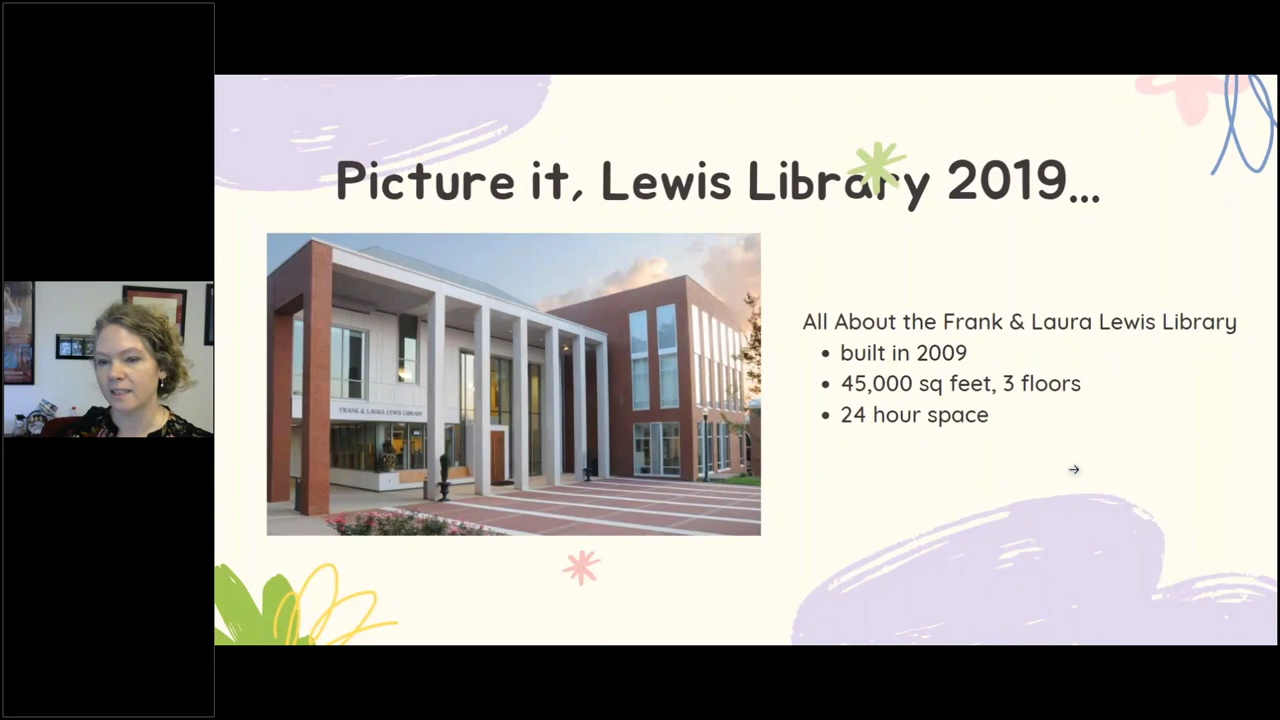 Picture it, Lewis Library 2019...
FRANK & LAURA LEWIS LIBRARY
All About the Frank & Laura Lewis Library
• built in 2009
• 45,000 sq feet, 3 floors
• 24 hour space